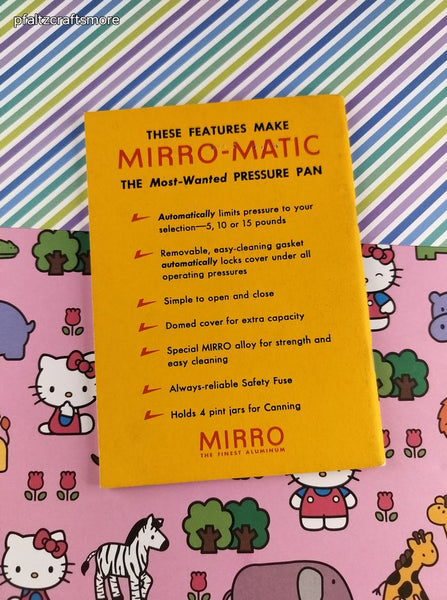 pfaltzcraftsmore
THESE FEATURES MAKE
MIRRO-MATIC
THE Most-Wanted PRESSURE PAN
Automatically limits pressure to your
selection—5, 10 or 15 pounds
Removable, easy-cleaning gasket
automatically locks cover under all
operating pressures
Simple to open and close
Domed cover for extra capacity
Special MIRRO alloy for strength and
easy cleaning
Always-reliable Safety Fuse
Holds 4 pint jars for Canning
MIRRO
THE FINEST ALUMINUM